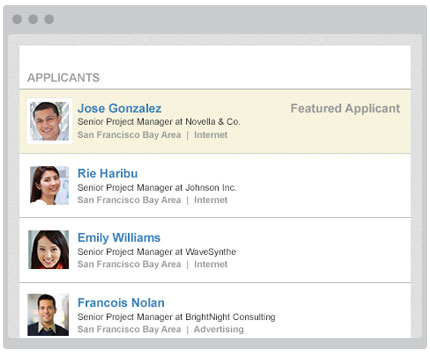 APPLICANTS
Jose Gonzalez
Featured Applicant
Senior Project Manager at Novella & Co.
San Francisco Bay Area | Internet
Rie Haribu
Senior Project Manager at Johnson Inc.
San Francisco Bay Area | Internet
Emily Williams
Senior Project Manager at WaveSynthe
San Francisco Bay Area | Internet
Francois Nolan
Senior Project Manager at BrightNight Consulting
San Francisco Bay Area | Advertising